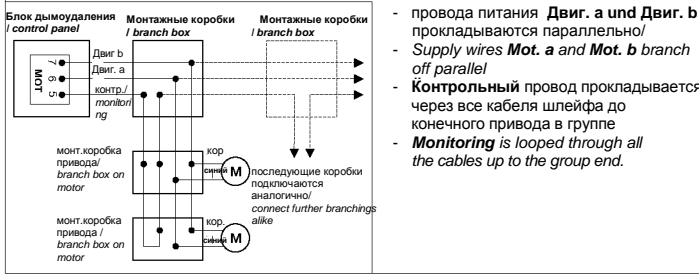 Блок дымоудаления
/ control panel
Монтажные коробки
/ branch box
Монтажные коробки
/ branch box
МОТ
7
6
5
Двиг b
Двиг. a
контр./
monitori
ng
монт.коробка
привода/
branch box on
motor
кор
синий
M
последующие коробки
подключаются
аналогично/
connect further branchings
alike
монт.коробка
привода /
branch box on
motor
кор.
синий
M
- провода питания Двиг. a und Двиг. b
прокладываются параллельно/
- Supply wires Mot. a and Mot. b branch
off parallel
- Контрольный провод прокладывается
через все кабеля шлейфа до
конечного привода в группе
- Monitoring is looped through all
the cables up to the group end.